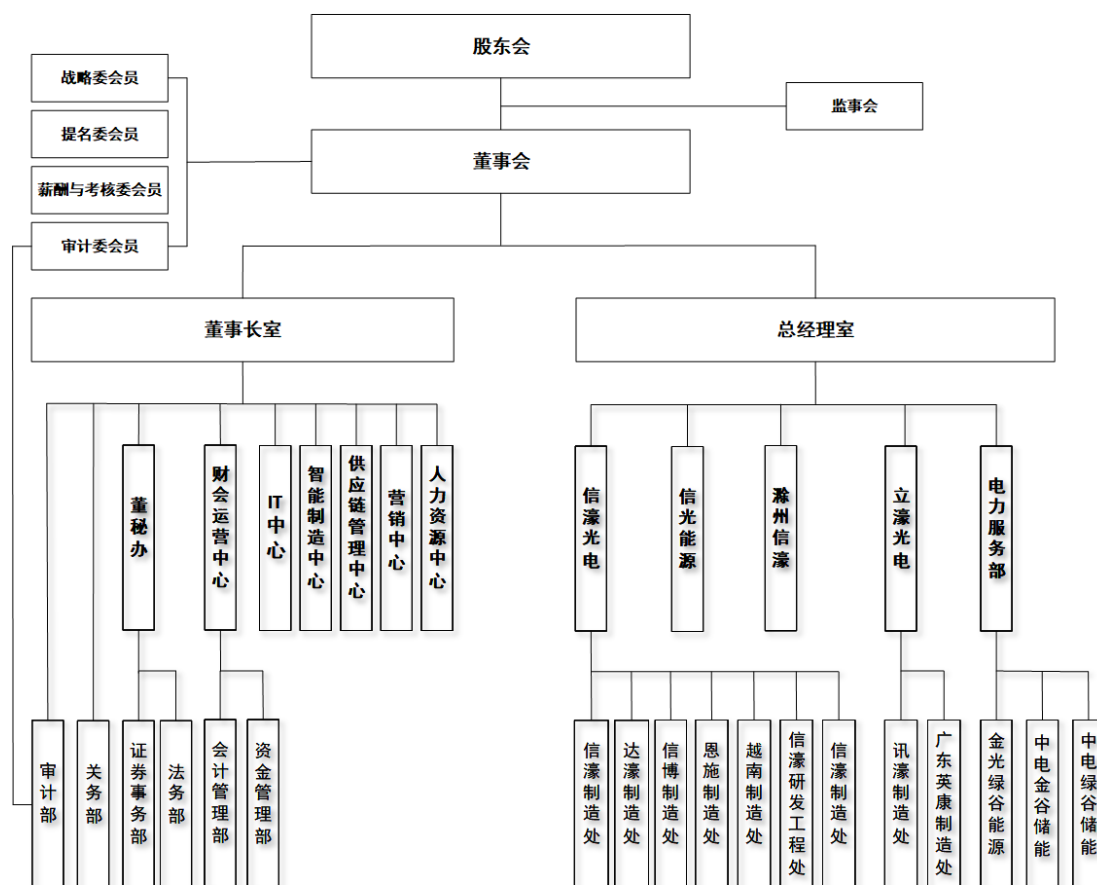 股东会
战略委员会
监事会
提名委员会
董事会
薪酬与考核委员会
审计委员会
董事长室
总经理室
董秘办
财会运营中心
IT中心
智能制造中心
供应链管理中心
营销中心
人力资源中心
信濠光电
信光能源
滁州信濠
立濠光电
电力服务部
审计部
关务部
证券事务部
法务部
会计管理部
资金管理部
信濠制造处
达濠制造处
信博制造处
恩施制造处
越南制造处
信濠研发工程处
信濠制造处
讯濠制造处
广东英康制造处
金光绿谷能源
中电金谷储能
中电绿谷储能